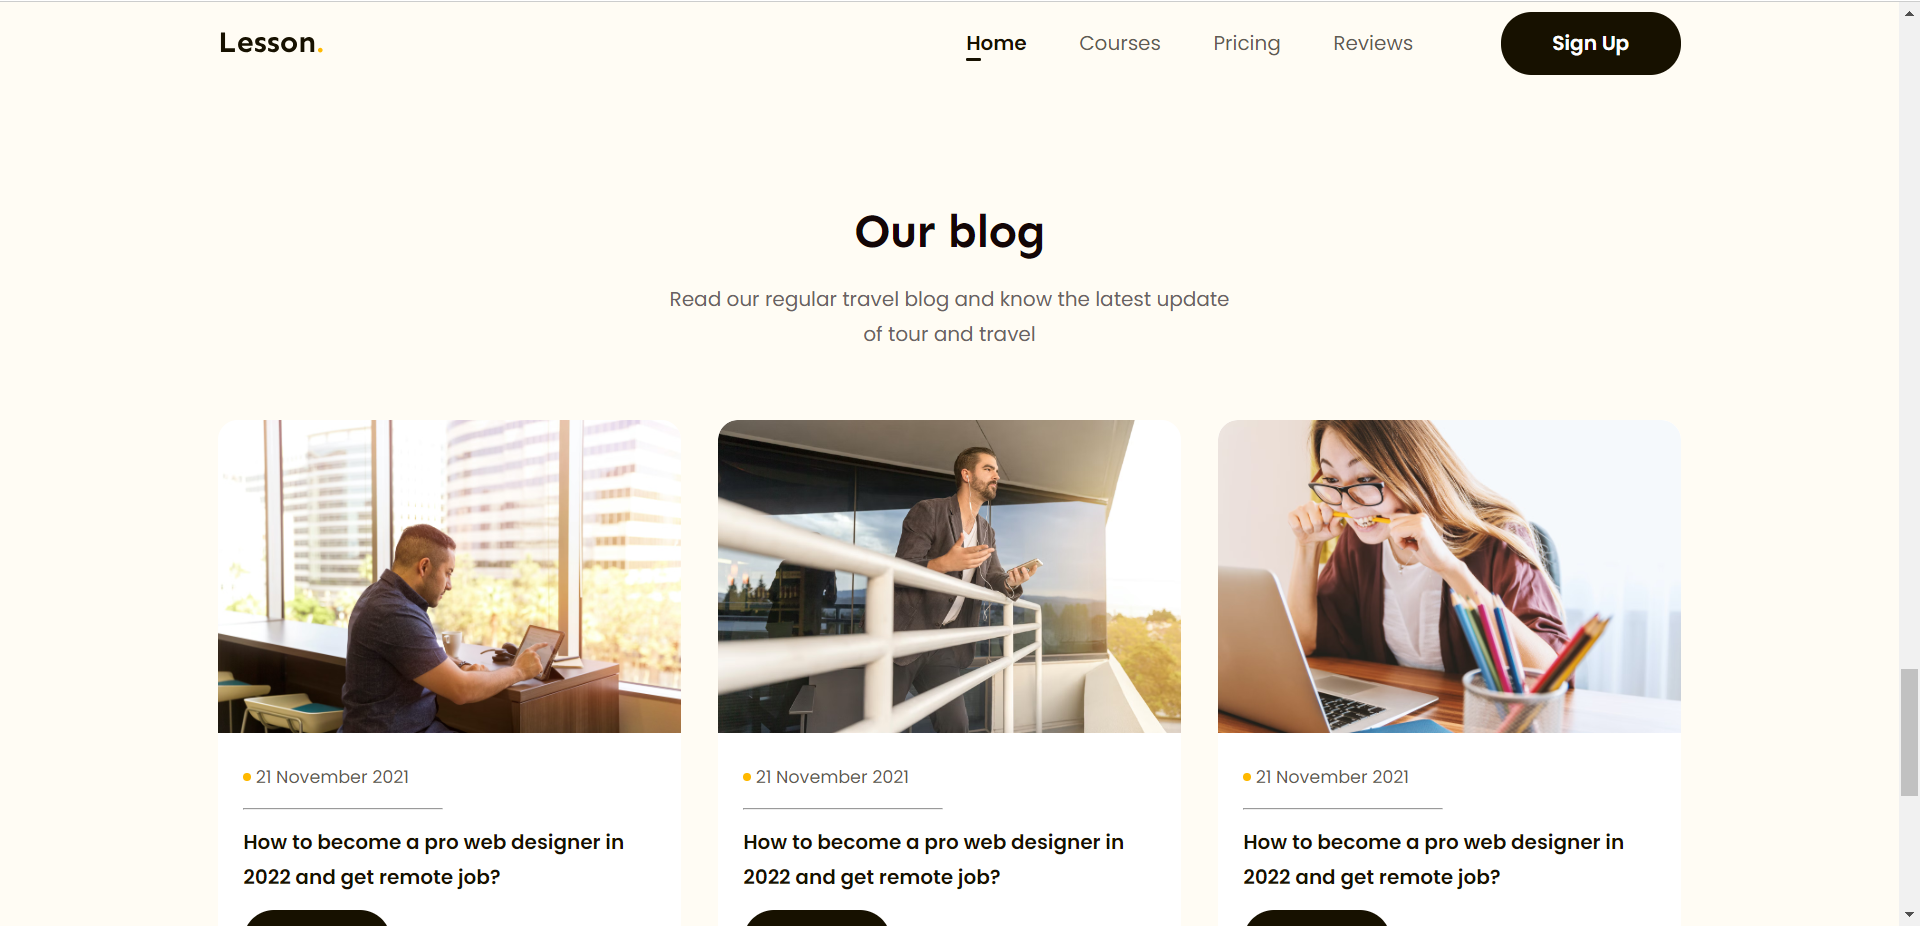 Lesson.
Home
Courses
Pricing
Reviews
Sign Up
Our blog
Read our regular travel blog and know the latest update
of tour and travel
21 November 2021
How to become a pro web designer in
2022 and get remote job?
21 November 2021
How to become a pro web designer in
2022 and get remote job?
21 November 2021
How to become a pro web designer in
2022 and get remote job?